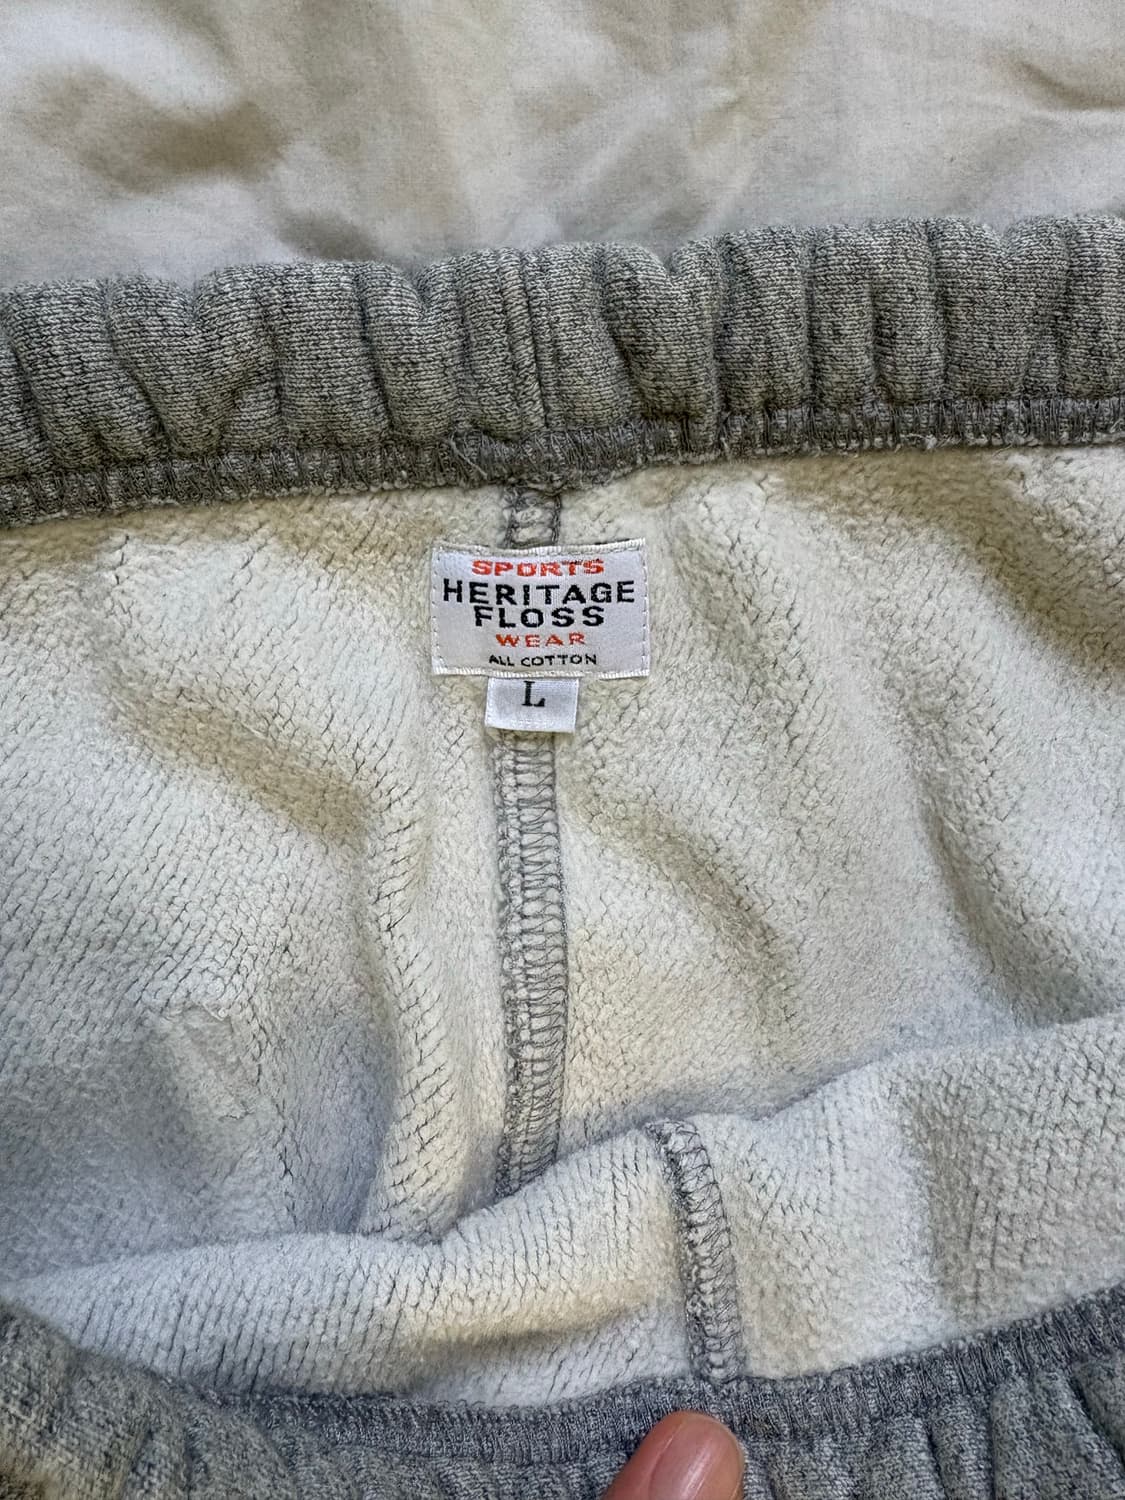 SPORTS
HERITAGE
FLOSS
WEAR
ALL COTTON
L